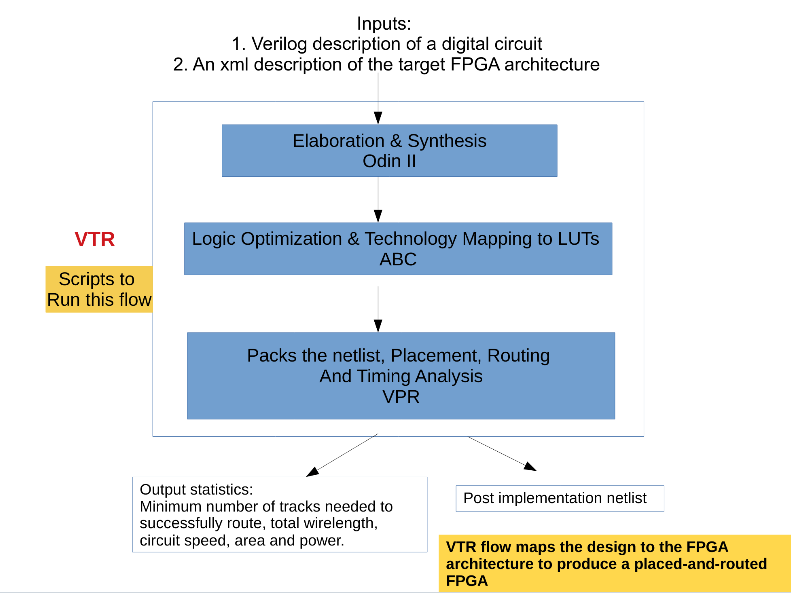 Inputs:
1. Verilog description of a digital circuit
2. An xml description of the target FPGA architecture
Elaboration & Synthesis
Odin II
VTR
Logic Optimization & Technology Mapping to LUTs
ABC
Scripts to
Run this flow
Packs the netlist, Placement, Routing
And Timing Analysis
VPR
Output statistics:
Minimum number of tracks needed to
successfully route, total wirelength,
circuit speed, area and power.
Post implementation netlist
VTR flow maps the design to the FPGA
architecture to produce a placed-and-routed
FPGA